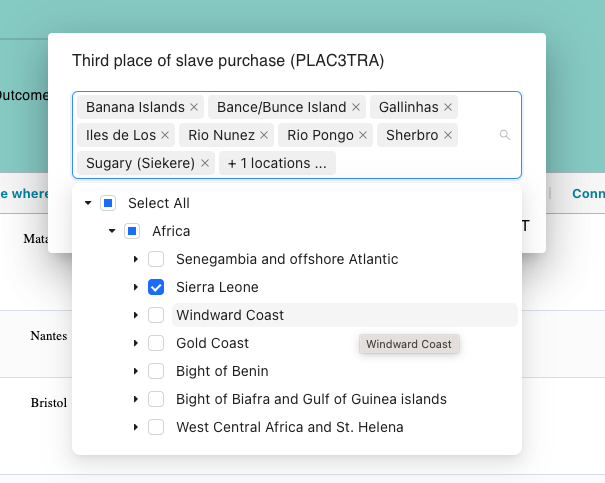 Third place of slave purchase (PLAC3TRA)
Outcome
Banana Islands × Bance/Bunce Island × Gallinhas ×
Iles de Los × Rio Nunez × Rio Pongo × Sherbro ×
Sugary (Siekere) × + 1 locations ...
e where
Conn
Select All
Africa
T
Mata
Senegambia and offshore Atlantic
Sierra Leone
Windward Coast
Nantes
Gold Coast
Windward Coast
Bight of Benin
Bristol
Bight of Biafra and Gulf of Guinea islands
West Central Africa and St. Helena